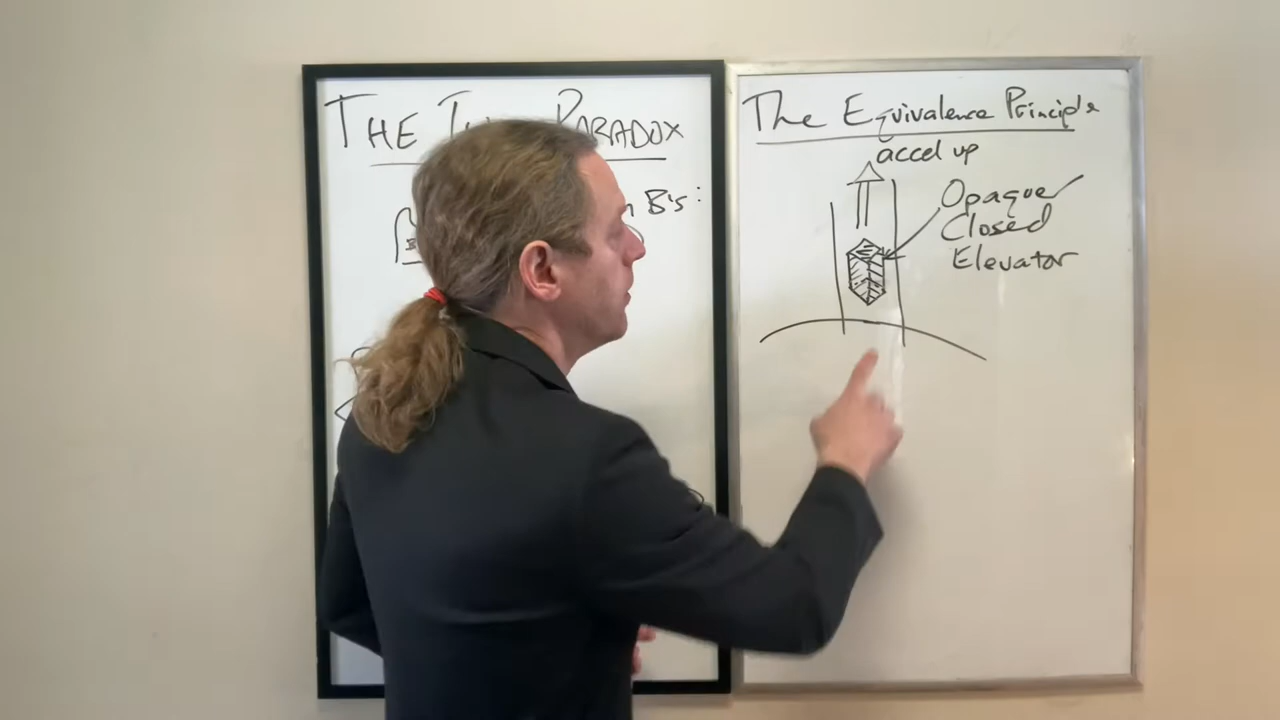 THE PARADOX
B's:
The Equivalence Principle
accel up
Opaque
Closed
Elevator